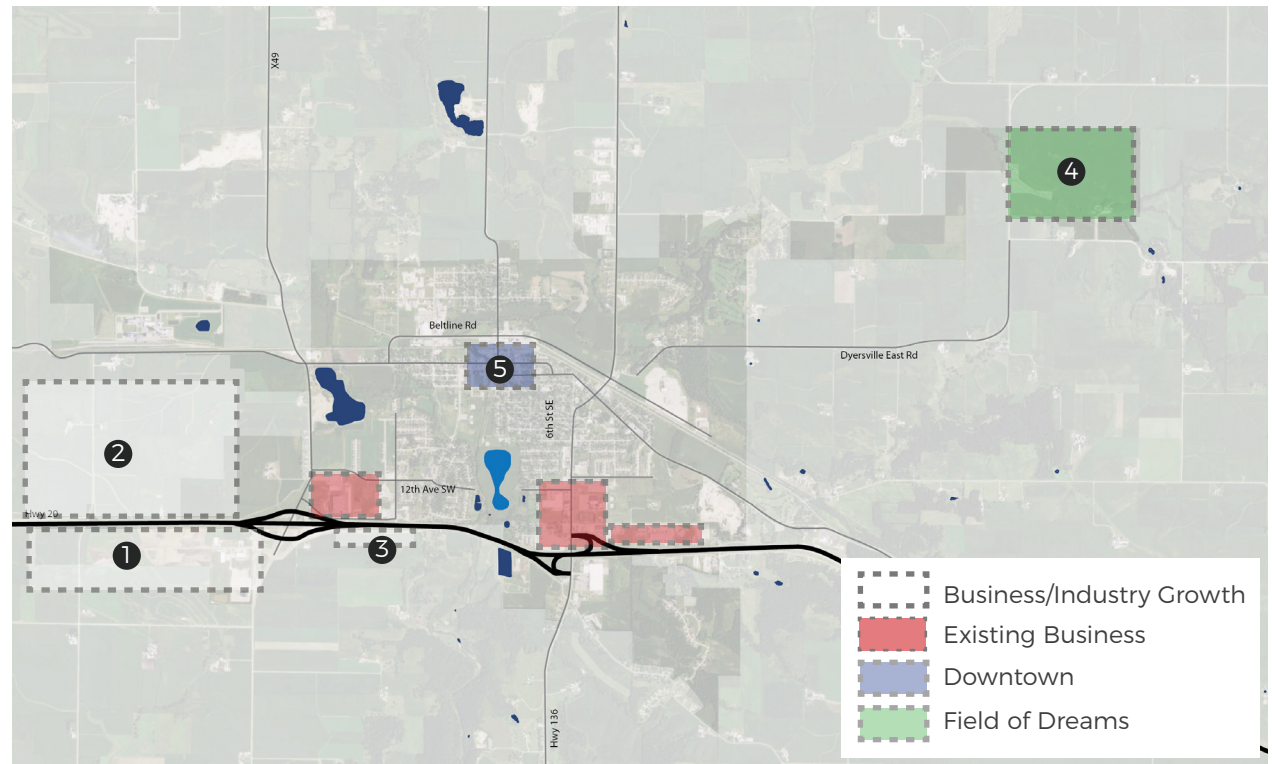 X49
4
Beltline Rd
Dyersville East Rd
5
6th St SE
2
12th Ave SW
Hwy 20
3
1
Business/Industry Growth
Existing Business
Downtown
Field of Dreams
Hwy 136